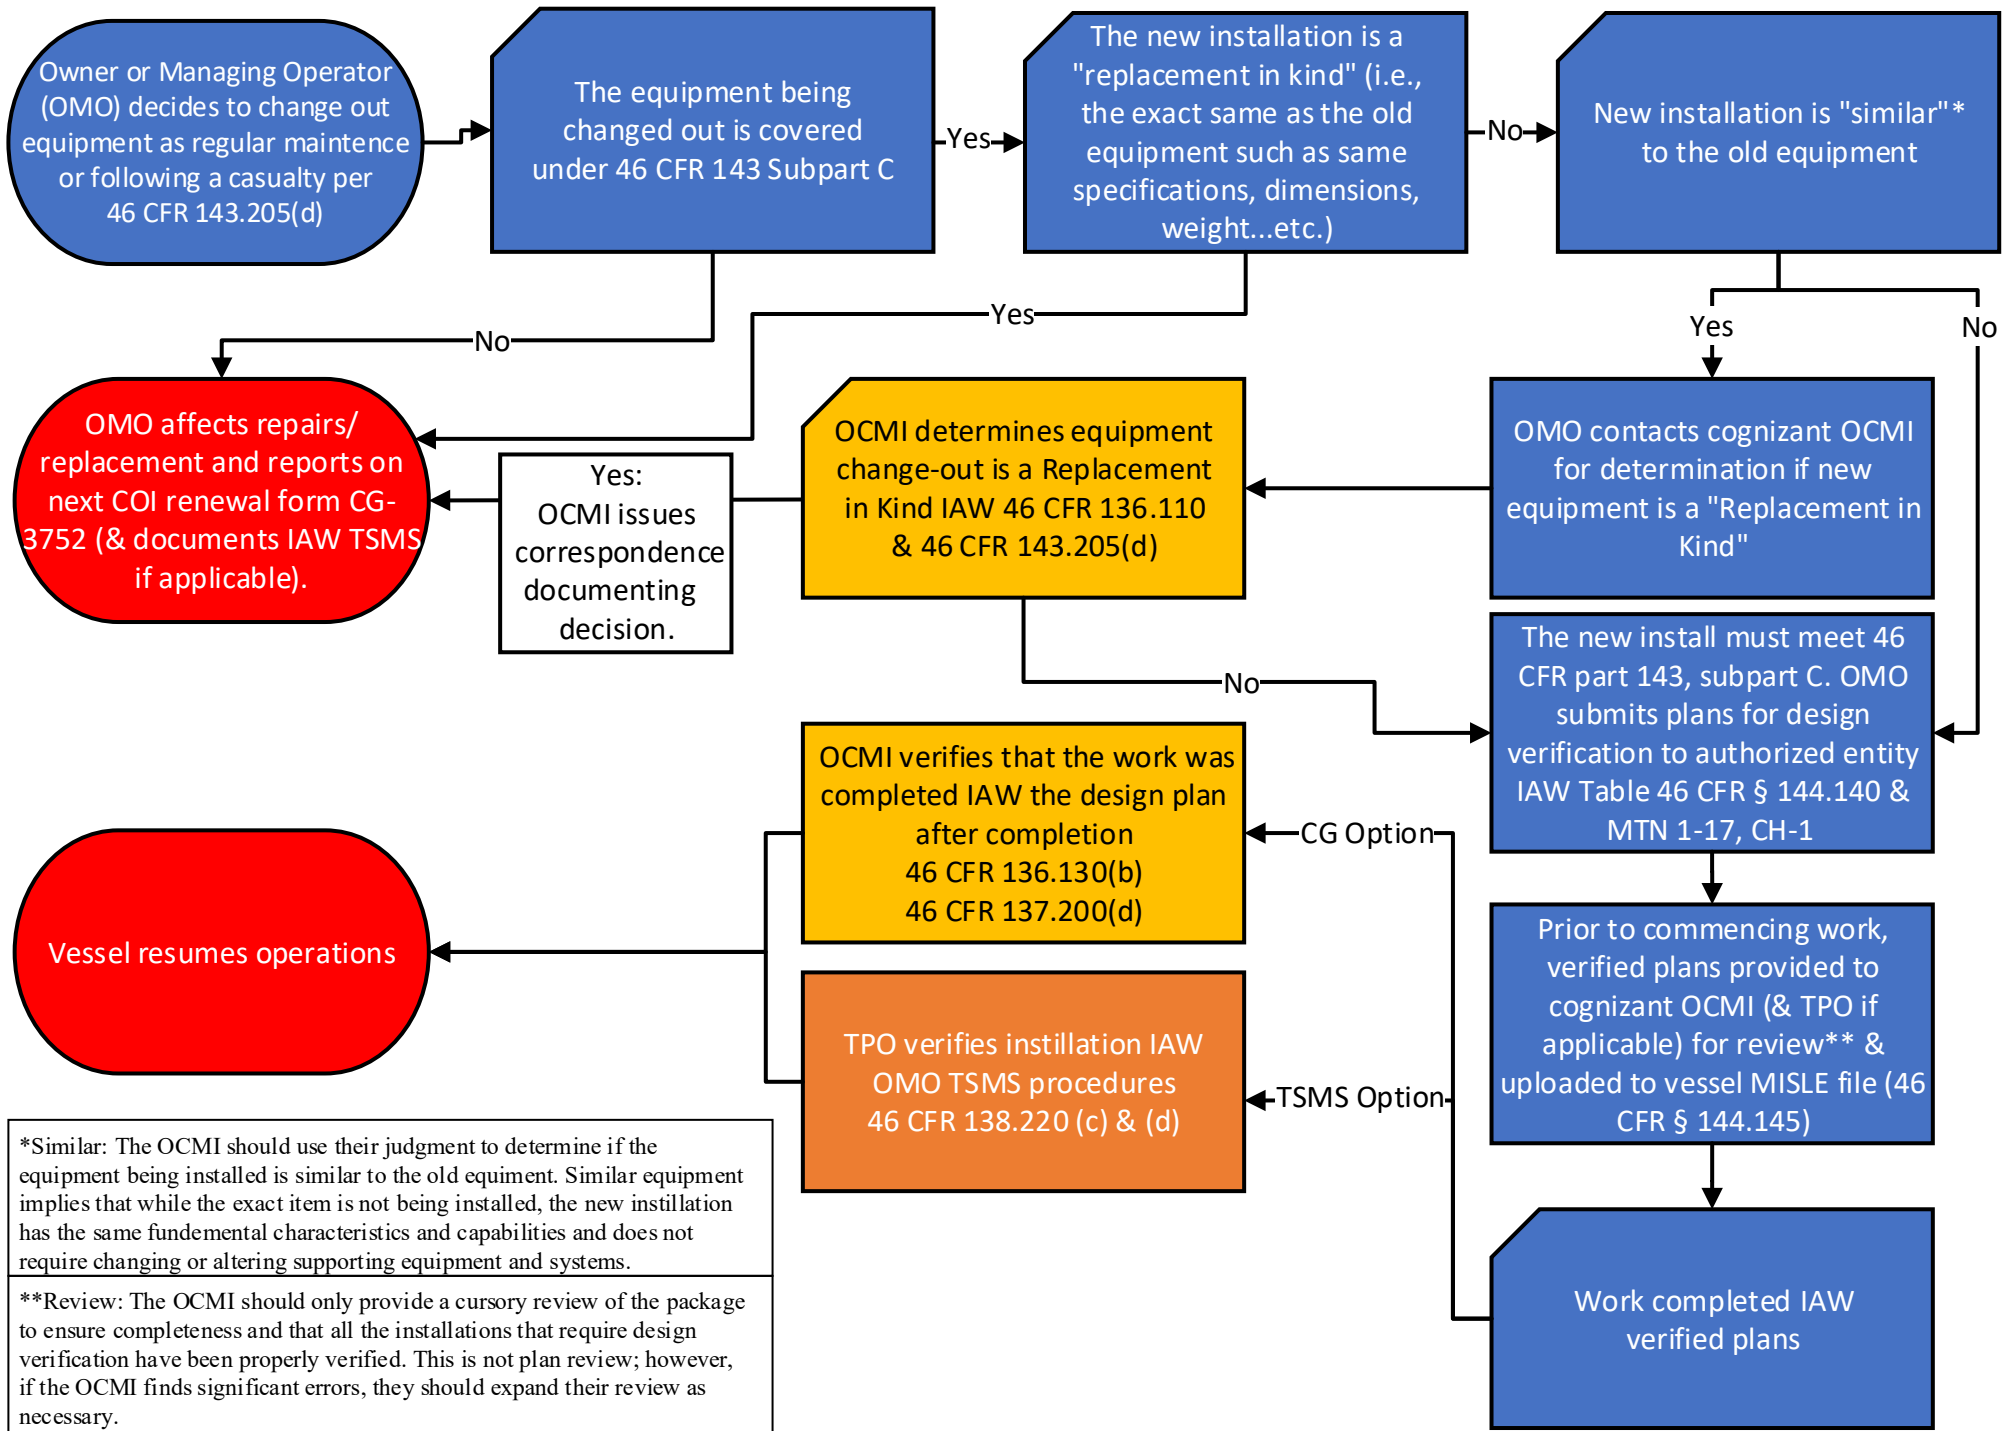 Owner or Managing Operator
(OMO) decides to change out
equipment as regular maintence
or following a casualty per
46 CFR 143.205(d)
The equipment being
changed out is covered
under 46 CFR 143 Subpart C
Yes
The new installation is a
"replacement in kind" (i.e.,
the exact same as the old
equipment such as same
specifications, dimensions,
weight...etc.)
No
New installation is "similar"*
to the old equipment
No
Yes
Yes
No
OMO affects repairs/
replacement and reports on
next COI renewal form CG-
3752 (& documents IAW TSMS
if applicable).
Yes:
OCMI issues
correspondence
documenting
decision.
OCMI determines equipment
change-out is a Replacement
in Kind IAW 46 CFR 136.110
& 46 CFR 143.205(d)
OMO contacts cognizant OCMI
for determination if new
equipment is a "Replacement in
Kind"
No
The new install must meet 46
CFR part 143, subpart C. OMO
submits plans for design
verification to authorized entity
IAW Table 46 CFR § 144.140 &
MTN 1-17, CH-1
Prior to commencing work,
verified plans provided to
cognizant OCMI (& TPO if
applicable) for review** &
uploaded to vessel MISLE file (46
CFR § 144.145)
Work completed IAW
verified plans
CG Option
TSMS Option
OCMI verifies that the work was
completed IAW the design plan
after completion
46 CFR 136.130(b)
46 CFR 137.200(d)
TPO verifies instillation IAW
OMO TSMS procedures
46 CFR 138.220 (c) & (d)
Vessel resumes operations
*Similar: The OCMI should use their judgment to determine if the
equipment being installed is similar to the old equiment. Similar equipment
implies that while the exact item is not being installed, the new instillation
has the same fundemental characteristics and capabilities and does not
require changing or altering supporting equipment and systems.
**Review: The OCMI should only provide a cursory review of the package
to ensure completeness and that all the installations that require design
verification have been properly verified. This is not plan review; however,
if the OCMI finds significant errors, they should expand their review as
necessary.